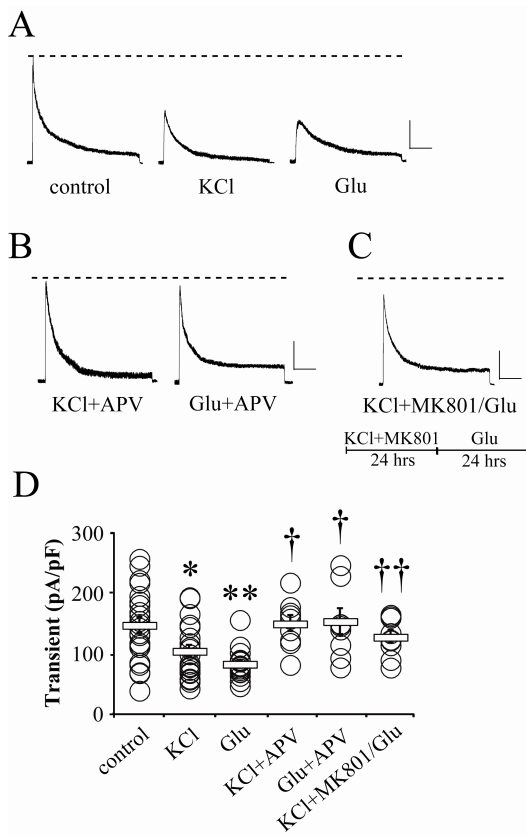 A
control KCl Glu
B C
KCl+APV Glu+APV KCl+MK801/Glu
KCl+MK801 Glu
24 hrs 24 hrs
D
Transient (pA/pF)
300
200
100
0
* ** † † ††
control KCl Glu KCl+APV Glu+APV KCl+MK801/Glu